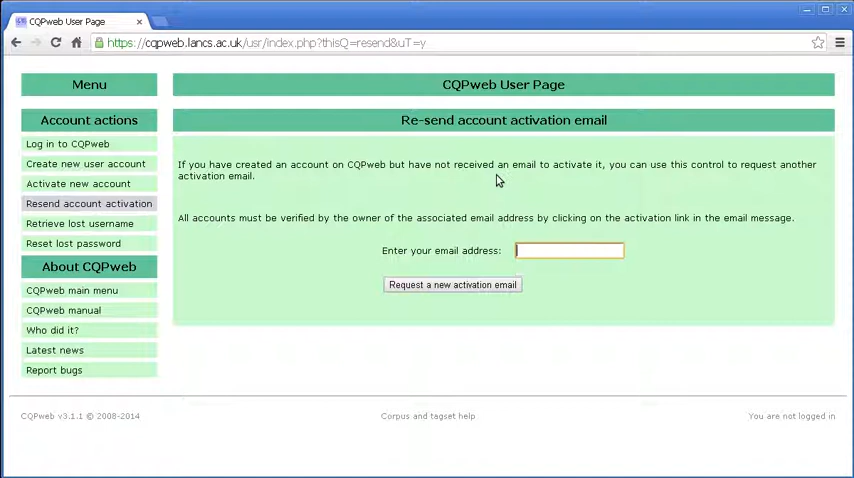 CQPweb User Page
https://cqpweb.lancs.ac.uk/usr/index.php?thisQ=resend&uT=y
Menu
CQPweb User Page
Account actions
Log in to CQPweb
Create new user account
Activate new account
Resend account activation
Retrieve lost username
Reset lost password
About CQPweb
CQPweb main menu
CQPweb manual
Who did it?
Latest news
Report bugs
Re-send account activation email
If you have created an account on CQPweb but have not received an email to activate it, you can use this control to request another
activation email.
All accounts must be verified by the owner of the associated email address by clicking on the activation link in the email message.
Enter your email address:
Request a new activation email
CQPweb v3.1.1 © 2008-2014
Corpus and tagset help
You are not logged in